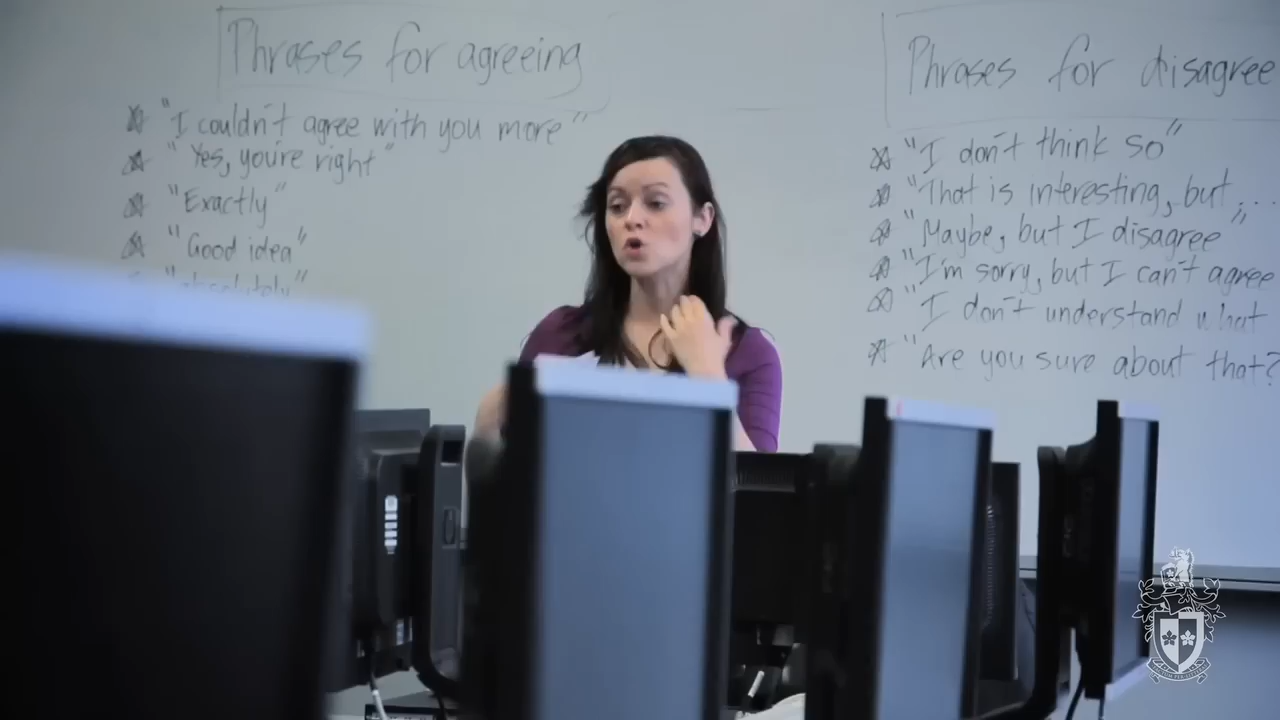 Phrases for agreeing
"I couldn't agree with you more"
"Yes, you're right"
"Exactly"
"Good idea"
"absolutely"
Phrases for disagree
"I don't think so"
"That is interesting, but...
"Maybe, but I disagree"
"I'm sorry, but I can't agree
"I don't understand what
"Are you sure about that?